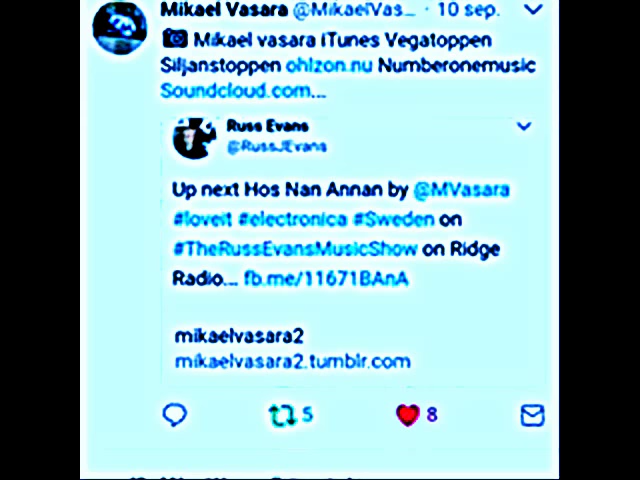 Mikael Vasara @MikaelVas... · 10 sep.
Mikael vasara iTunes Vegatoppen
Siljanstoppen ohlzon.nu Numberonemusic
Soundcloud.com...
Russ Evans
@RussJEvans
Up next Hos Nan Annan by @MVasara
#loveit #electronica #Sweden on
#TheRussEvansMusicShow on Ridge
Radio... fb.me/11671BAnA
mikaelvasara2
mikaelvasara2.tumblr.com
5 8